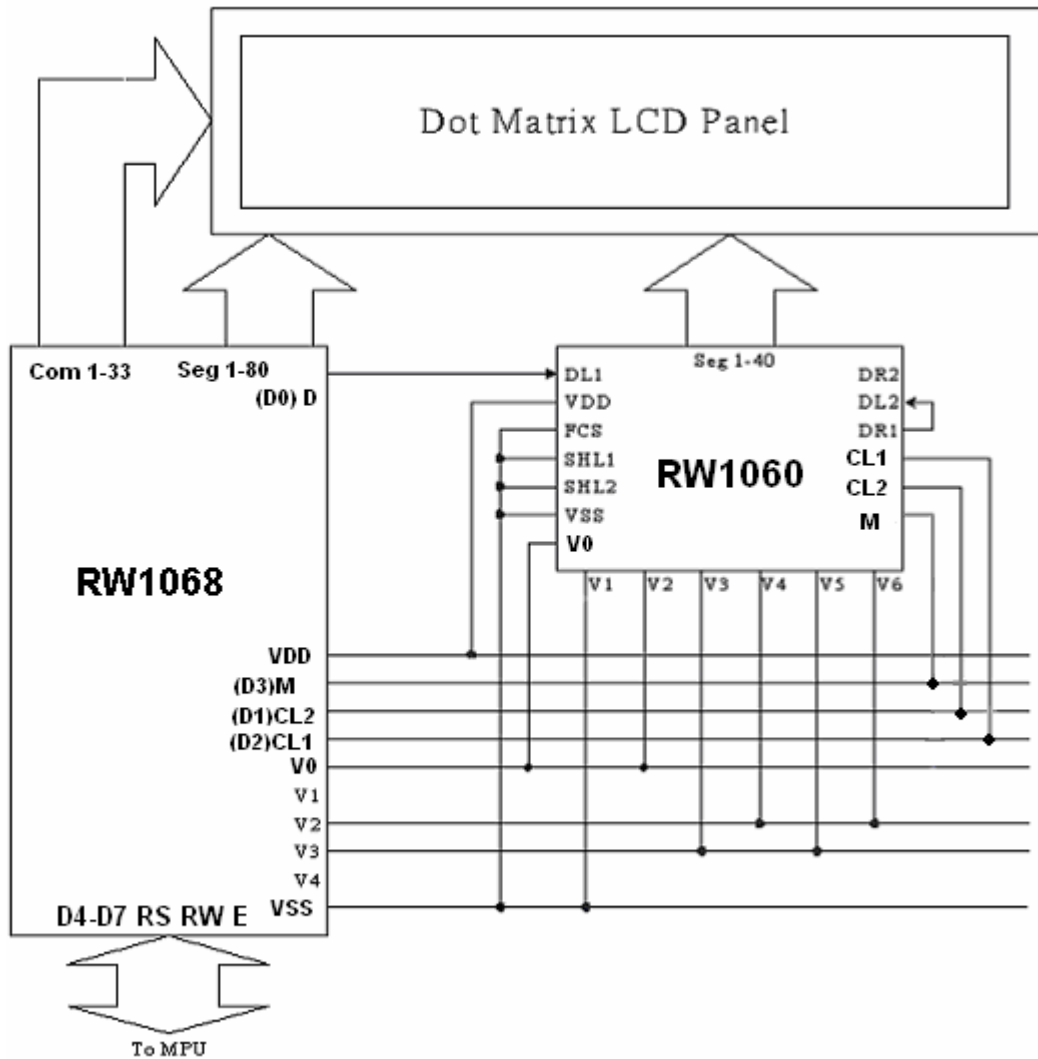 Dot Matrix LCD Panel
Com 1-33
Seg 1-80
(D0) D
RW1068
VDD
(D3)M
(D1)CL2
(D2)CL1
V0
V1
V2
V3
V4
VSS
D4-D7 RS RW E
To MPU
Seg 1-40
DL1
VDD
FCS
SHL1
SHL2
VSS
V0
RW1060
DR2
DL2
DR1
CL1
CL2
M
V1
V2
V3
V4
V5
V6